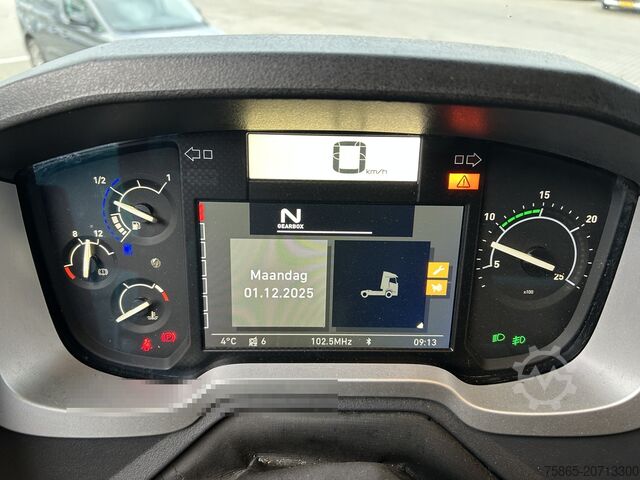 0 km/h
1/2 1
8 12
N
GEARBOX
Maandag
01.12.2025
4°C 6 102.5MHz 09:13
5 10 15 20 25
x100
75865-20713300